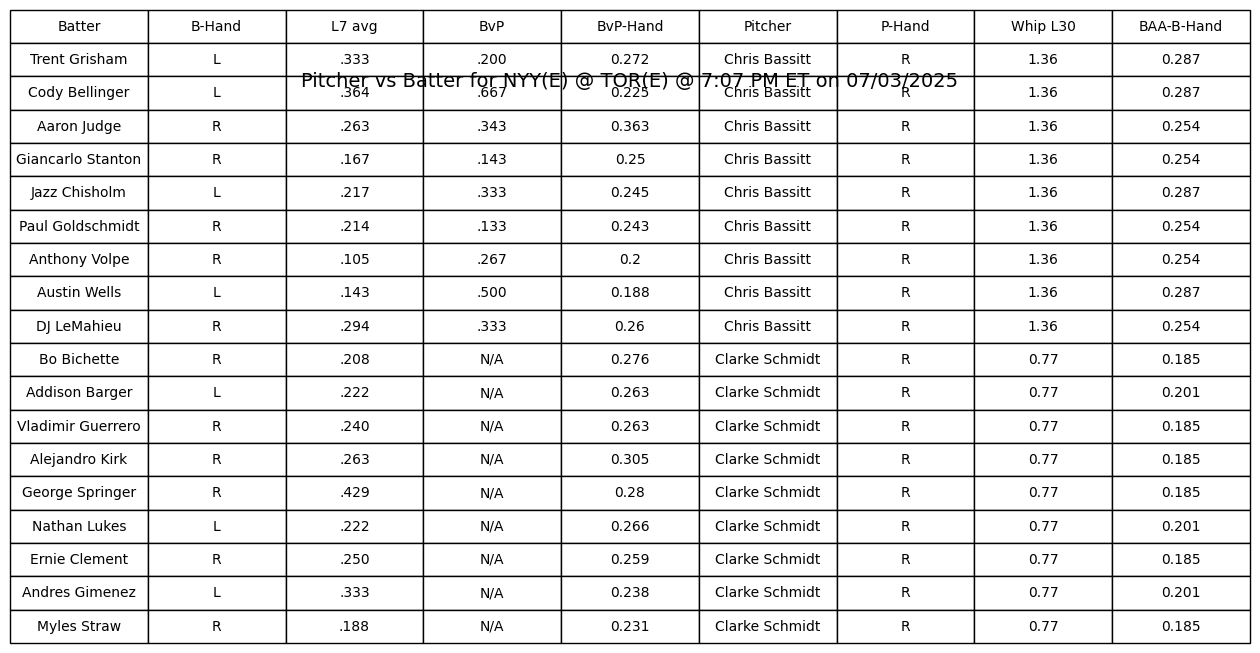 Batter B-Hand L7 avg BvP BvP-Hand Pitcher P-Hand Whip L30 BAA-B-Hand
Trent Grisham L .333 .200 0.272 Chris Bassitt R 1.36 0.287
Pitcher vs Batter for NYY(E) @ TOR(E) @ 7:07 PM ET on 07/03/2025
Cody Bellinger L .364 .667 0.225 Chris Bassitt R 1.36 0.287
Aaron Judge R .263 .343 0.363 Chris Bassitt R 1.36 0.254
Giancarlo Stanton R .167 .143 0.25 Chris Bassitt R 1.36 0.254
Jazz Chisholm L .217 .333 0.245 Chris Bassitt R 1.36 0.287
Paul Goldschmidt R .214 .133 0.243 Chris Bassitt R 1.36 0.254
Anthony Volpe R .105 .267 0.2 Chris Bassitt R 1.36 0.254
Austin Wells L .143 .500 0.188 Chris Bassitt R 1.36 0.287
DJ LeMahieu R .294 .333 0.26 Chris Bassitt R 1.36 0.254
Bo Bichette R .208 N/A 0.276 Clarke Schmidt R 0.77 0.185
Addison Barger L .222 N/A 0.263 Clarke Schmidt R 0.77 0.201
Vladimir Guerrero R .240 N/A 0.263 Clarke Schmidt R 0.77 0.185
Alejandro Kirk R .263 N/A 0.305 Clarke Schmidt R 0.77 0.185
George Springer R .429 N/A 0.28 Clarke Schmidt R 0.77 0.185
Nathan Lukes L .222 N/A 0.266 Clarke Schmidt R 0.77 0.201
Ernie Clement R .250 N/A 0.259 Clarke Schmidt R 0.77 0.185
Andres Gimenez L .333 N/A 0.238 Clarke Schmidt R 0.77 0.201
Myles Straw R .188 N/A 0.231 Clarke Schmidt R 0.77 0.185